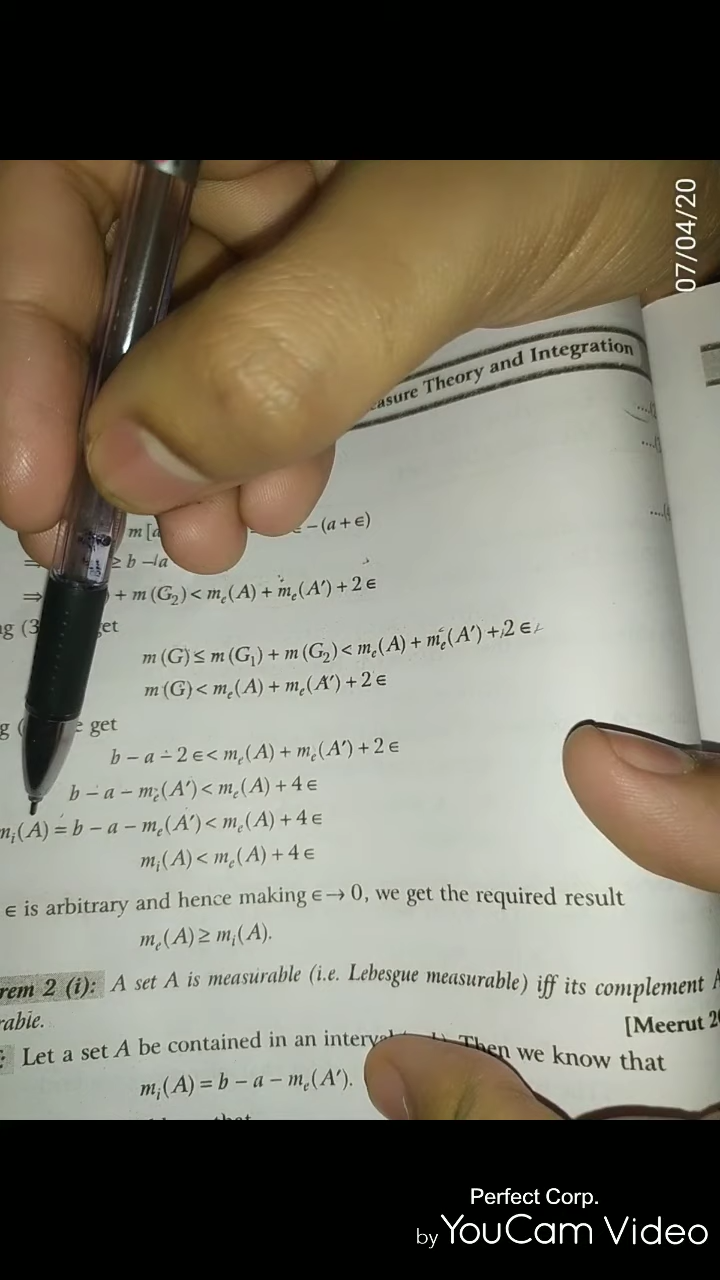 07/04/20
Measure Theory and Integration
m[a − (a + ∈)
⇒ ≥ b − a
⇒ + m(G₂) < mₑ(A) + mₑ(A′) + 2∈
get
m(G) ≤ m(G₁) + m(G₂) < mₑ(A) + mₑ(A′) + 2∈
m(G) < mₑ(A) + mₑ(A′) + 2∈
get
b − a − 2∈ < mₑ(A) + mₑ(A′) + 2∈
b − a − mₑ(A′) < mₑ(A) + 4∈
mᵢ(A) = b − a − mₑ(A′) < mₑ(A) + 4∈
mᵢ(A) < mₑ(A) + 4∈
∈ is arbitrary and hence making ∈ → 0, we get the required result
mₑ(A) ≥ mᵢ(A).
rem 2 (i): A set A is measurable (i.e. Lebesgue measurable) iff its complement A
rable. [Meerut 20
: Let a set A be contained in an interval Then we know that
mᵢ(A) = b − a − mₑ(A′).
Perfect Corp.
by YouCam Video